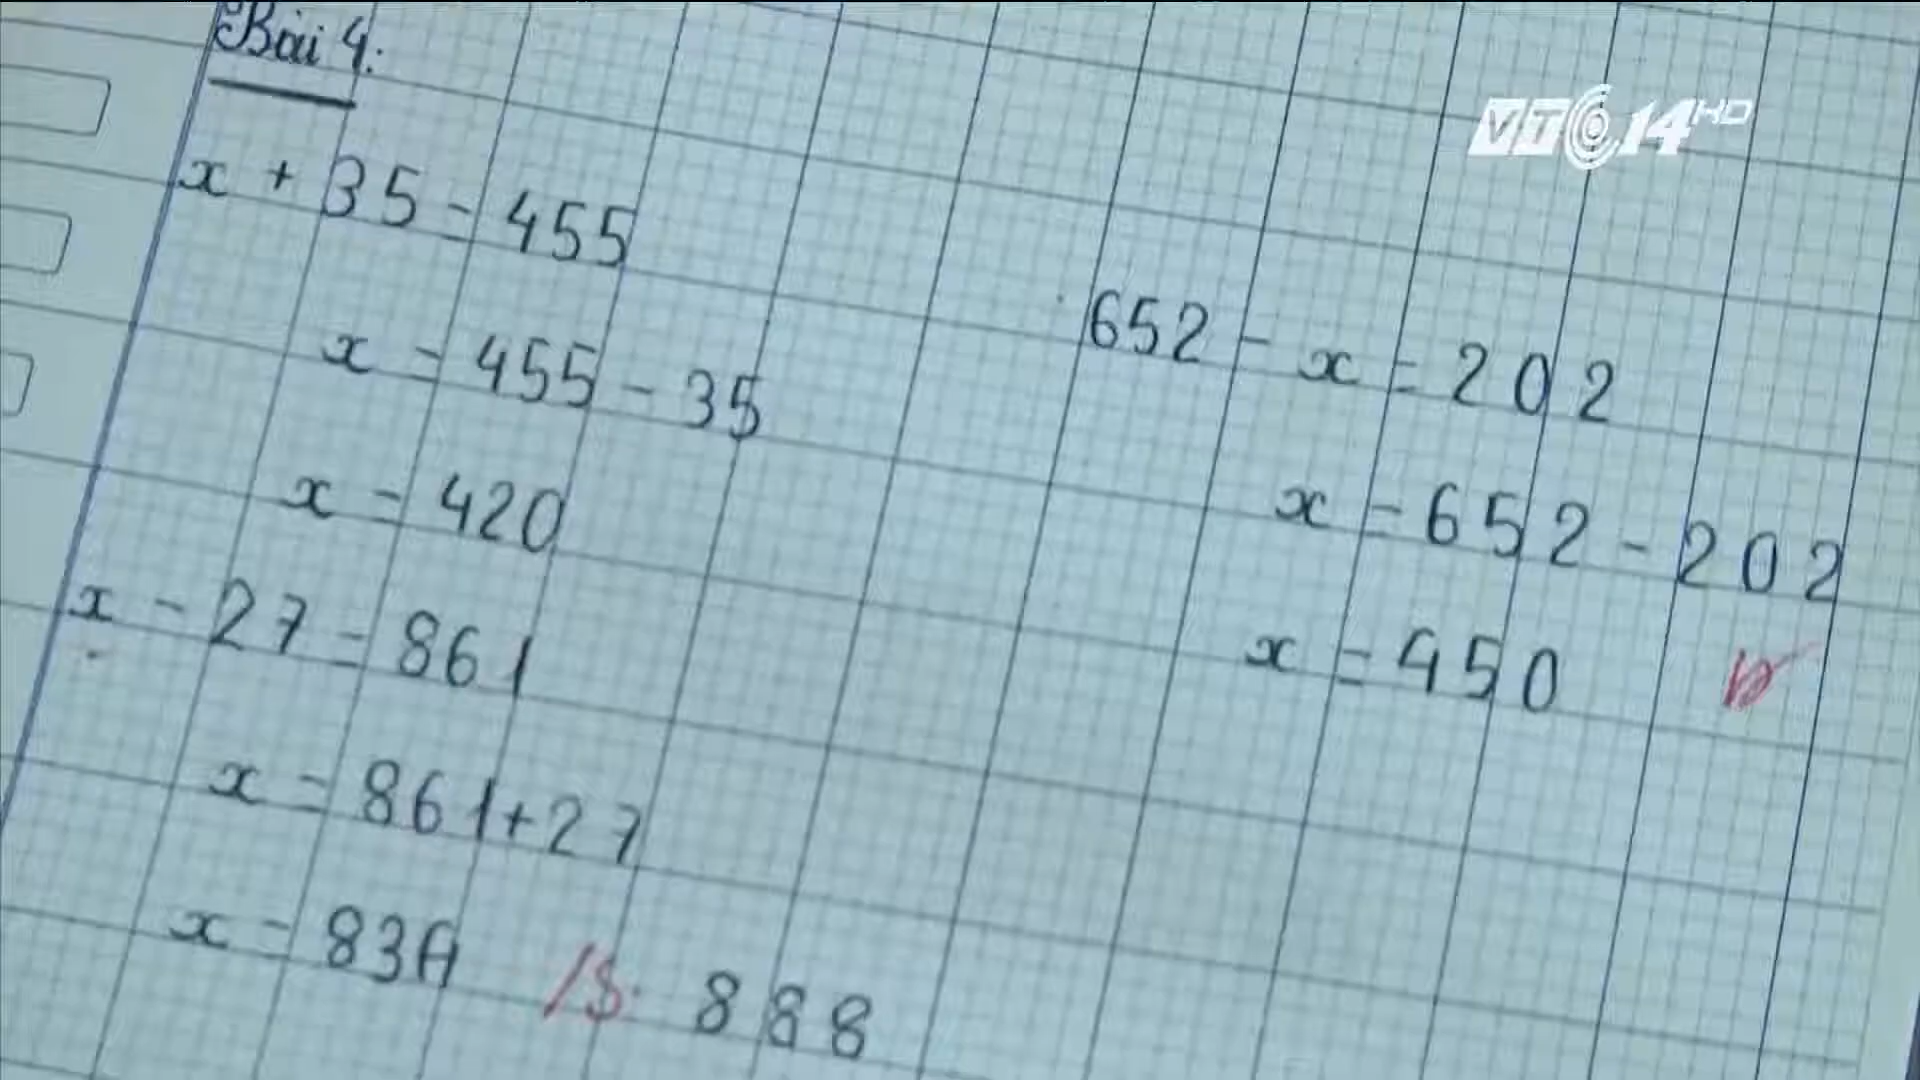 Bài 4:
VTC14 HD
x + 35 = 455
x = 455 - 35
x = 420
x - 27 = 861
x = 861 + 27
x = 834 /S. 888
652 - x = 202
x = 652 - 202
x = 450